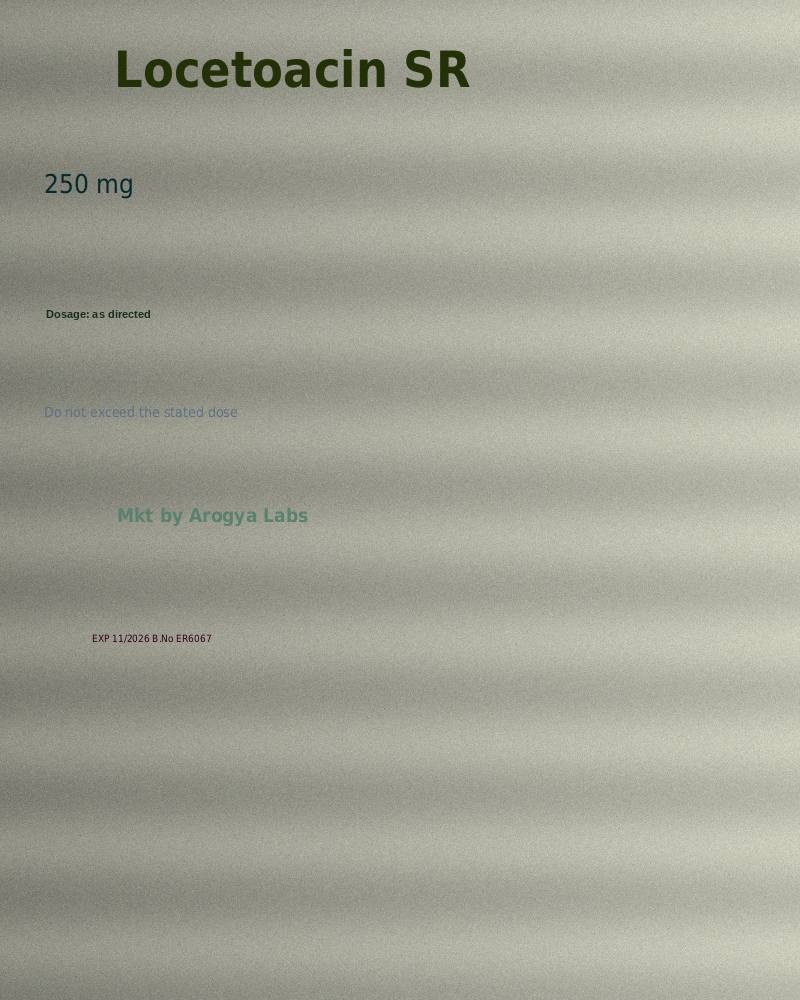 Locetoacin SR
250 mg
Dosage: as directed
Do not exceed the stated dose
Mkt by Arogya Labs
EXP 11/2026 B.No ER6067